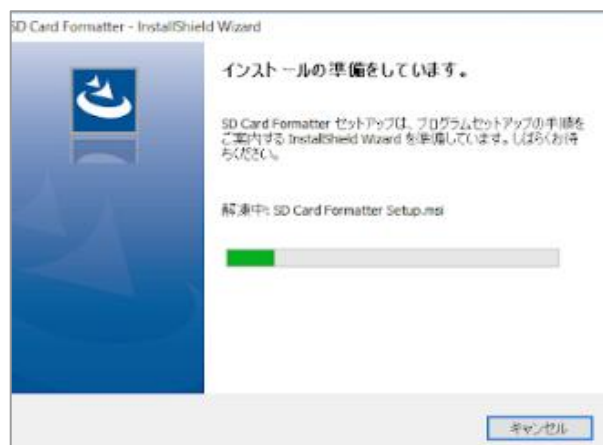 SD Card Formatter - InstallShield Wizard
インストールの準備をしています。
SD Card Formatter セットアップは、プログラムセットアップの手順を
ご案内する InstallShield Wizard を準備しています。しばらくお待
ちください。
解凍中: SD Card Formatter Setup.msi
キャンセル